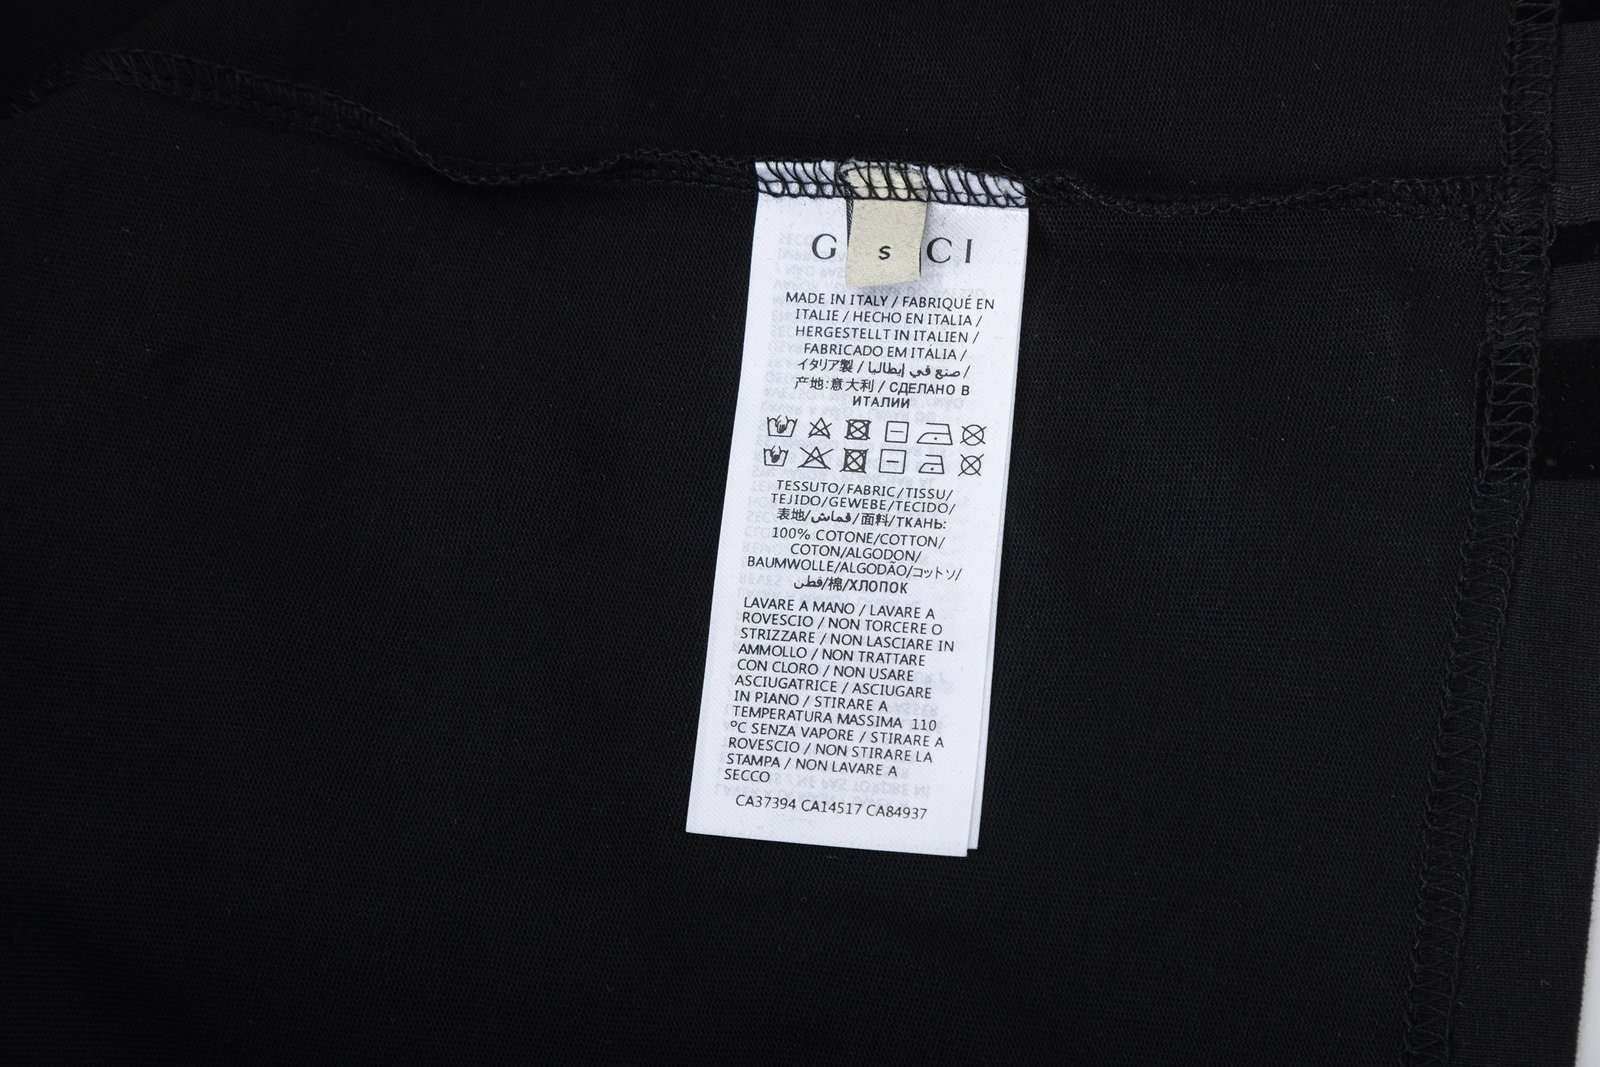 G CI
S
MADE IN ITALY / FABRIQUÉ EN
ITALIE / HECHO EN ITALIA /
HERGESTELLT IN ITALIEN /
FABRICADO EM ITÁLIA /
イタリア製 / صنع في إيطاليا /
产地:意大利 / СДЕЛАНО В
ИТАЛИИ
TESSUTO/FABRIC/TISSU/
TEJIDO/GEWEBE/TECIDO/
表地/قماش/面料/ТКАНЬ:
100% COTONE/COTTON/
COTON/ALGODON/
BAUMWOLLE/ALGODÃO/コットソ/
قطن/棉/ХЛОПОК
LAVARE A MANO / LAVARE A
ROVESCIO / NON TORCERE O
STRIZZARE / NON LASCIARE IN
AMMOLLO / NON TRATTARE
CON CLORO / NON USARE
ASCIUGATRICE / ASCIUGARE
IN PIANO / STIRARE A
TEMPERATURA MASSIMA 110
°C SENZA VAPORE / STIRARE A
ROVESCIO / NON STIRARE LA
STAMPA / NON LAVARE A
SECCO
CA37394 CA14517 CA84937